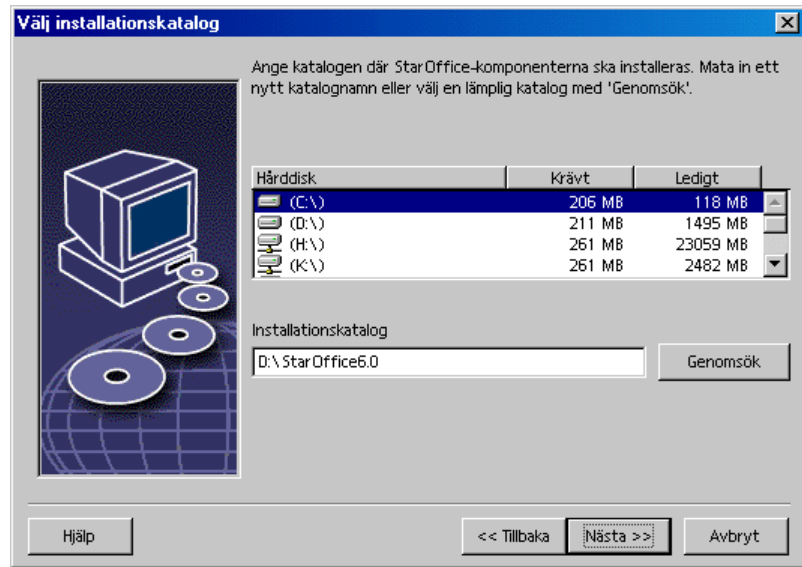 Välj installationskatalog
Ange katalogen där StarOffice-komponenterna ska installeras. Mata in ett
nytt katalognamn eller välj en lämplig katalog med 'Genomsök'.
Hårddisk Krävt Ledigt
(C:\) 206 MB 118 MB
(D:\) 211 MB 1495 MB
(H:\) 261 MB 23059 MB
(K:\) 261 MB 2482 MB
Installationskatalog
D:\StarOffice6.0 Genomsök
Hjälp << Tillbaka Nästa >> Avbryt